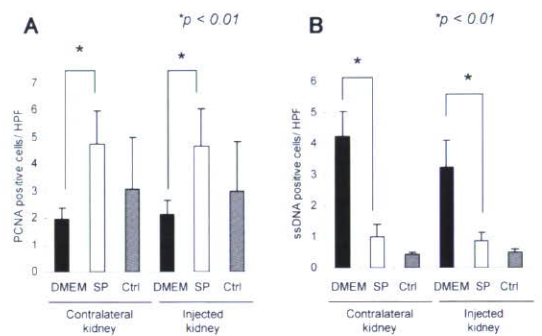 A
*p < 0.01
*
*
PCNA positive cells/ HPF
7
6
5
4
3
2
1
0
DMEM SP Ctrl DMEM SP Ctrl
Contralateral kidney
Injected kidney
B
*p < 0.01
*
*
ssDNA positive cells/ HPF
6
5
4
3
2
1
0
DMEM SP Ctrl DMEM SP Ctrl
Contralateral kidney
Injected kidney